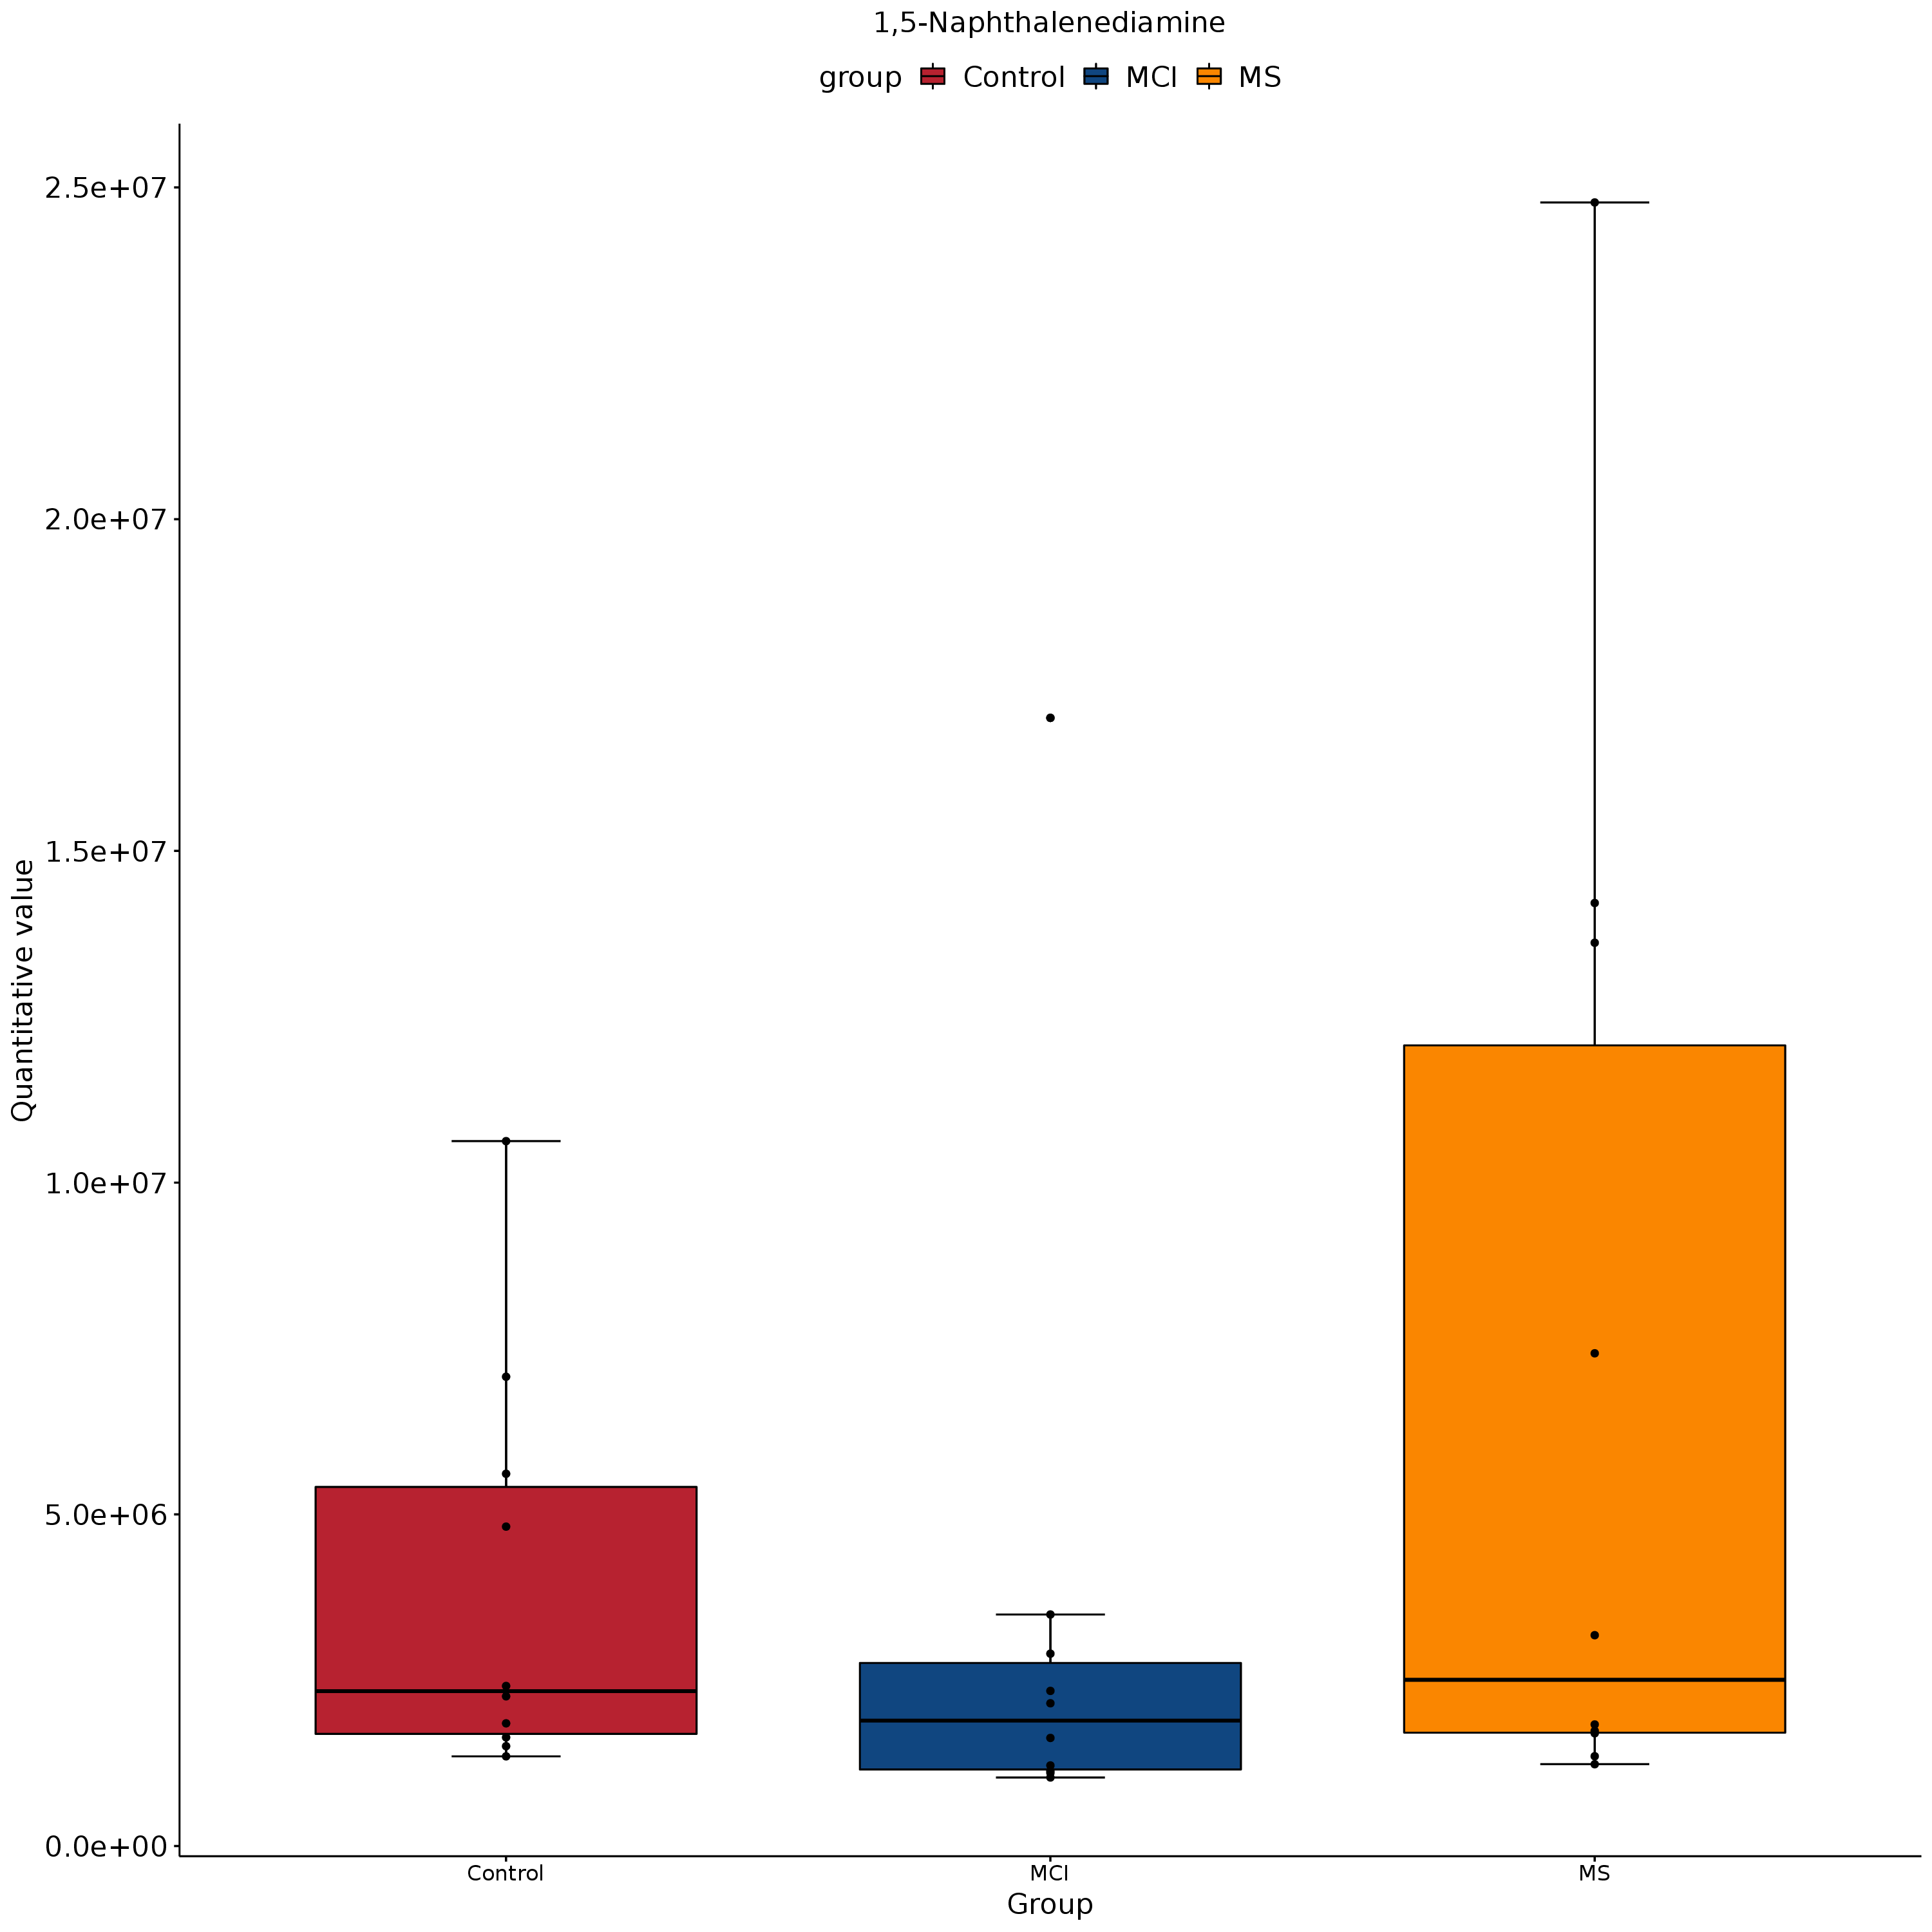 1,5-Naphthalenediamine
group Control MCI MS
2.5e+07
2.0e+07
1.5e+07
1.0e+07
5.0e+06
0.0e+00
Quantitative value
Control MCI MS
Group